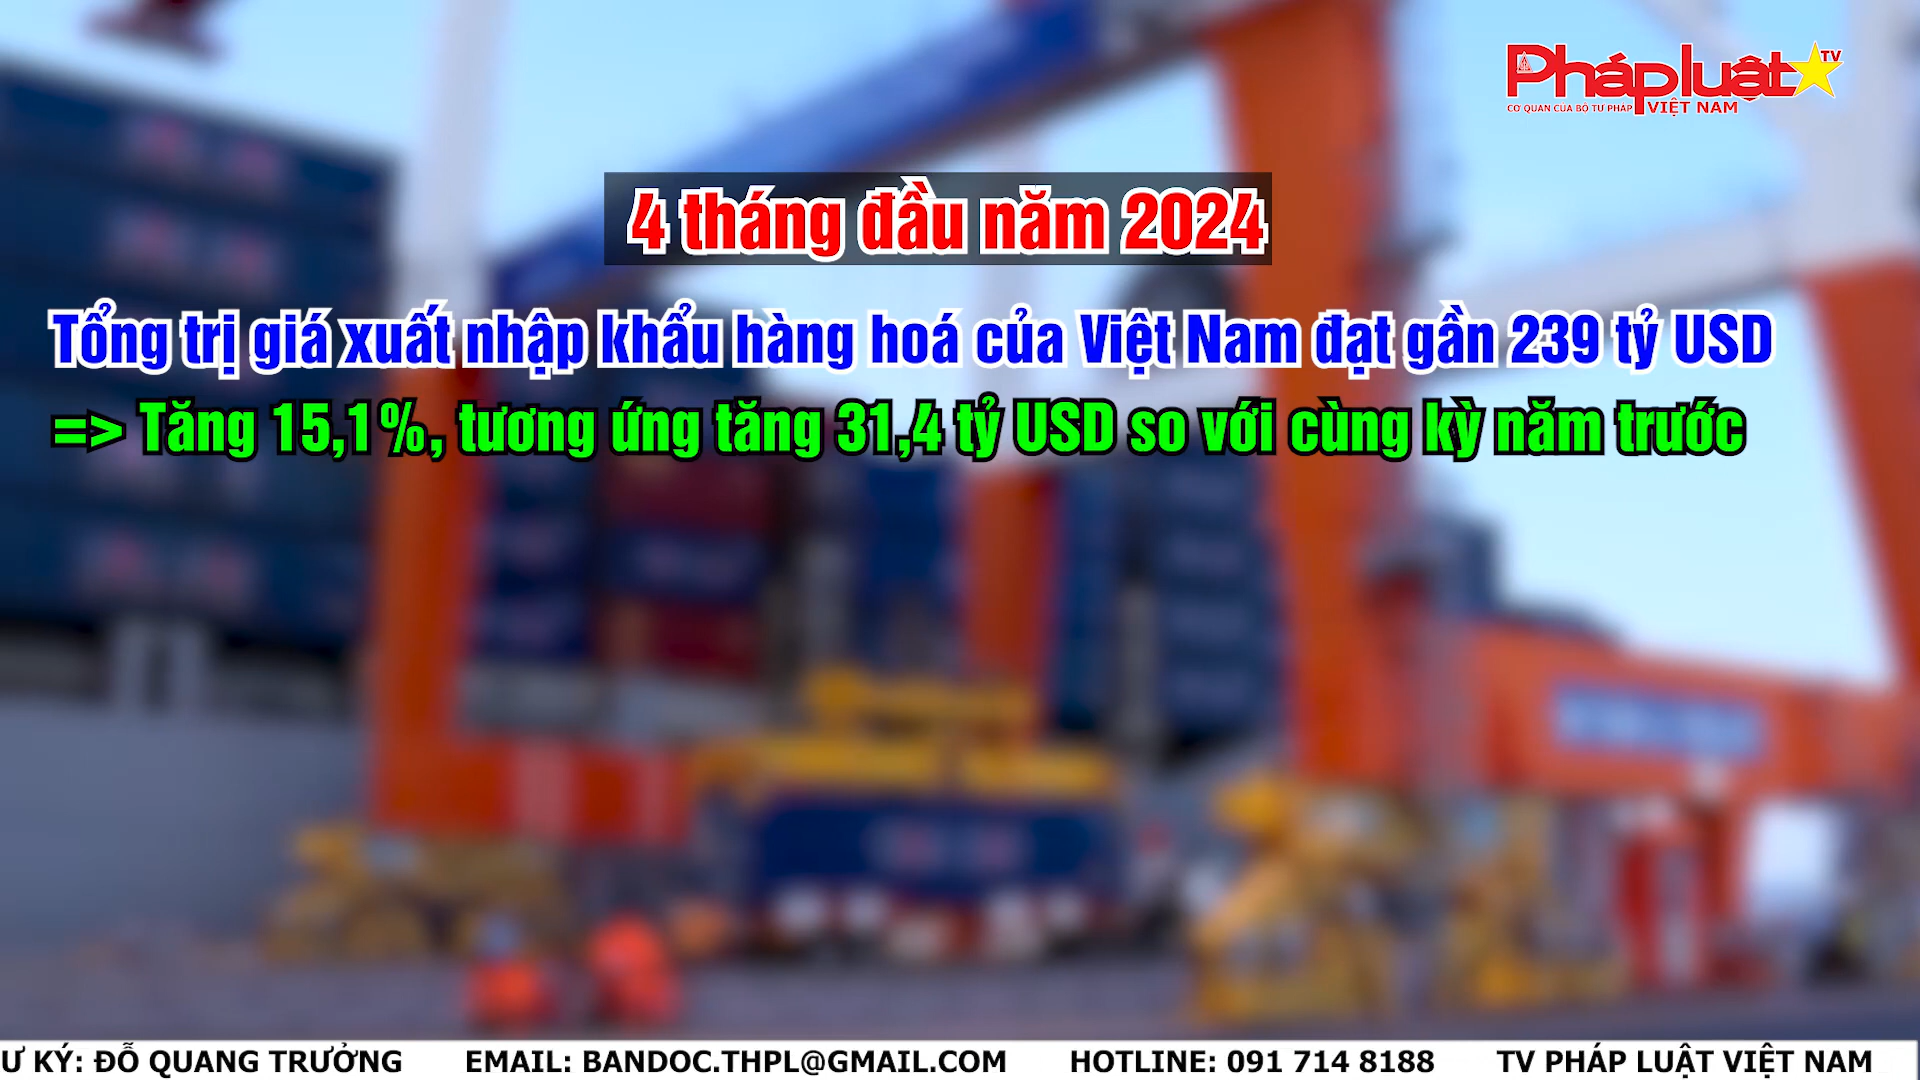 Pháp luật TV
CƠ QUAN CỦA BỘ TƯ PHÁP VIỆT NAM
4 tháng đầu năm 2024
Tổng trị giá xuất nhập khẩu hàng hoá của Việt Nam đạt gần 239 tỷ USD
=> Tăng 15,1%, tương ứng tăng 31,4 tỷ USD so với cùng kỳ năm trước
Ư KÝ: ĐỖ QUANG TRƯỞNG EMAIL: BANDOC.THPL@GMAIL.COM HOTLINE: 091 714 8188 TV PHÁP LUẬT VIỆT NAM